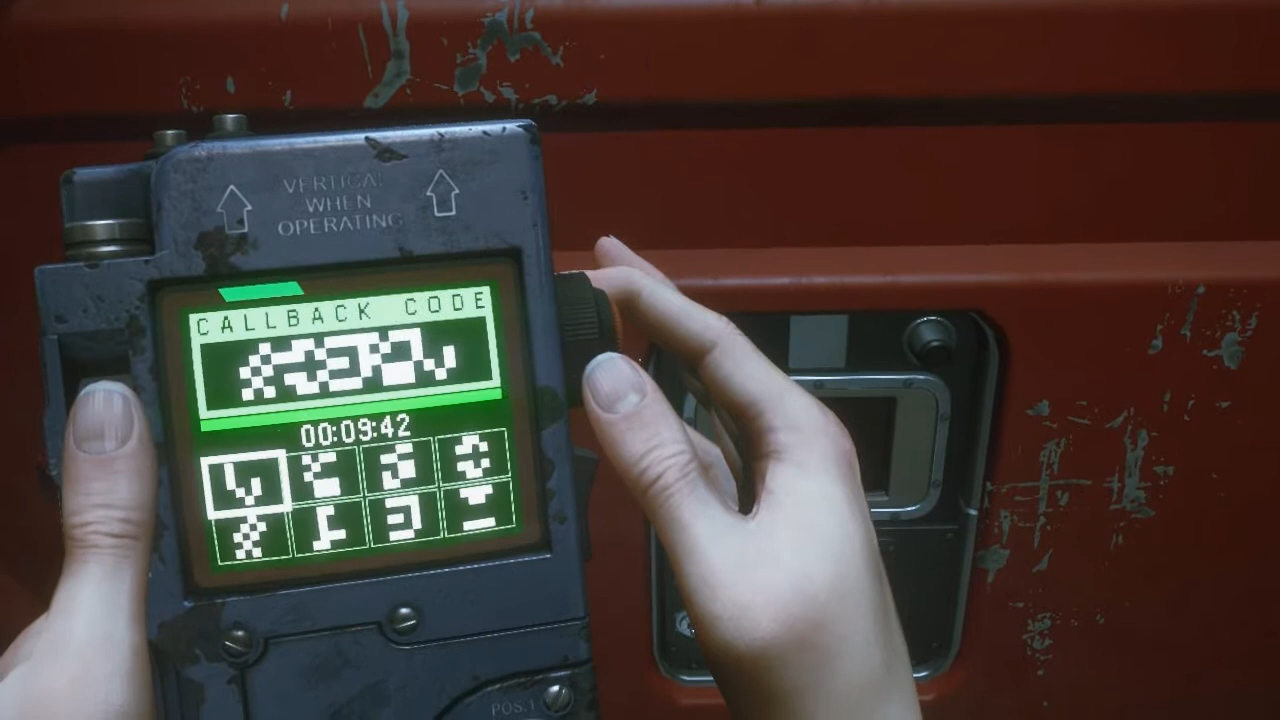 VERTICAL
WHEN
OPERATING
CALLBACK CODE
00:09:42
POS.1